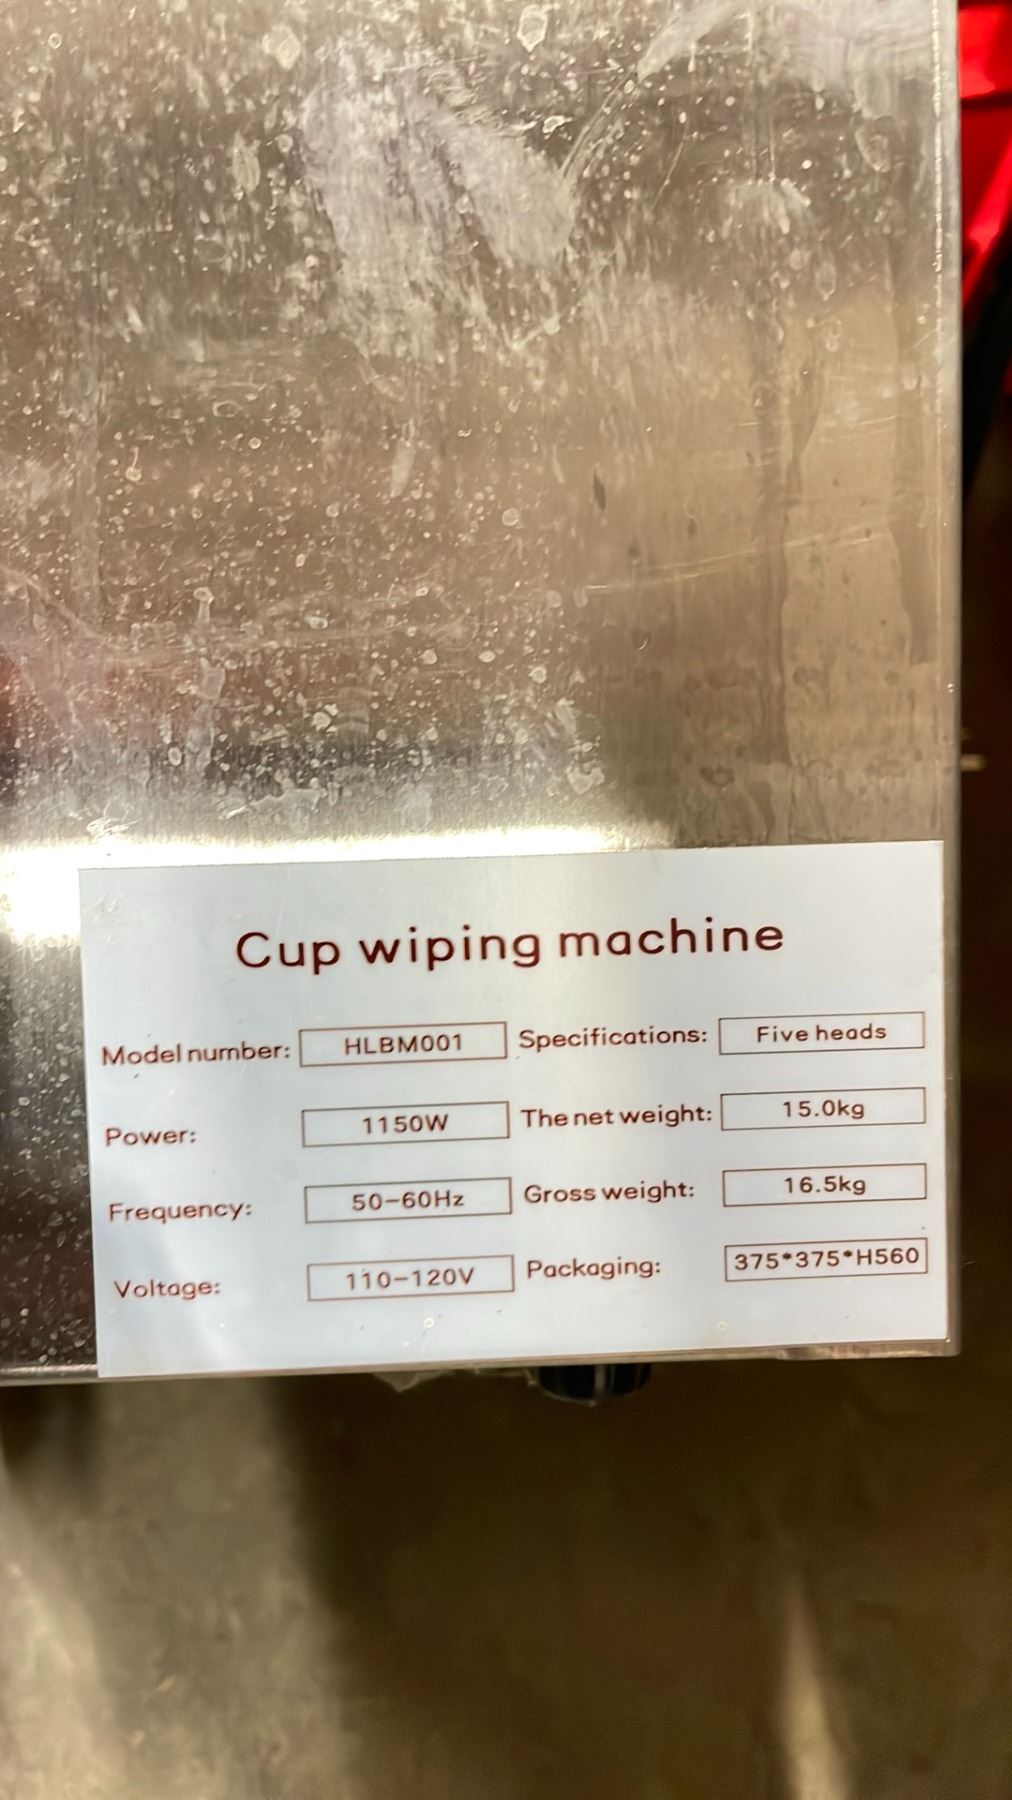 Cup wiping machine
Model number: HLBM001 Specifications: Five heads
Power: 1150W The net weight: 15.0kg
Frequency: 50-60Hz Gross weight: 16.5kg
Voltage: 110-120V Packaging: 375*375*H560